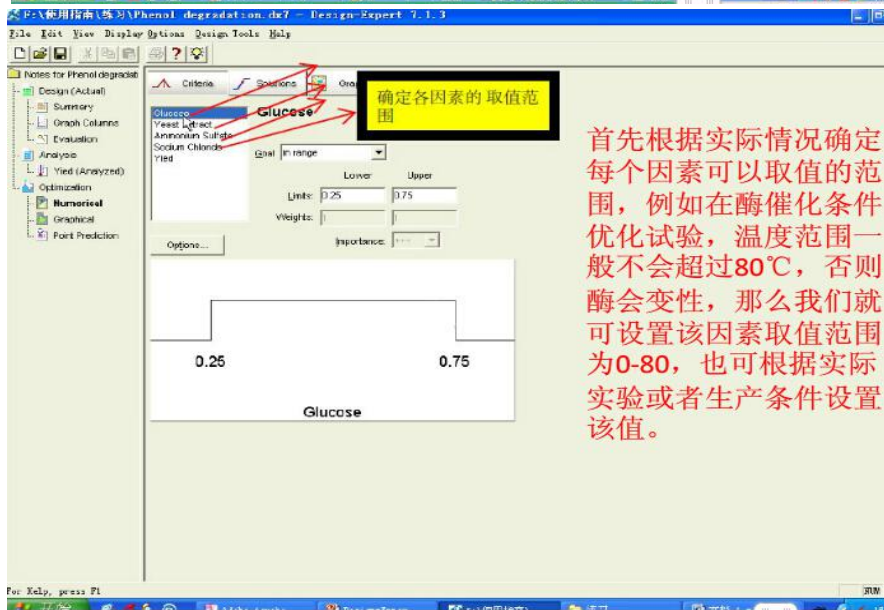 F:\使用指南\练习\Phenol degradation.dx7 - Design-Expert 7.1.3
File Edit View Display Options Design Tools Help
Notes for Phenol degradati
Design (Actual)
Summary
Graph Columns
Evaluation
Analysis
Yied (Analyzed)
Optimization
Numerical
Graphical
Point Prediction
Criteria Solutions Grap
确定各因素的 取值范
围
Glucose
Yeast Extract
Ammonium Sulfate
Sodium Chloride
Yied
Glucose
Goal in range
Lower Upper
Limits: 0.25 0.75
Weights: 1 1
Options... Importance: +++
0.25 0.75
Glucose
首先根据实际情况确定
每个因素可以取值的范
围，例如在酶催化条件
优化试验，温度范围一
般不会超过80℃，否则
酶会变性，那么我们就
可设置该因素取值范围
为0-80，也可根据实际
实验或者生产条件设置
该值。
For Help, press F1 NUM